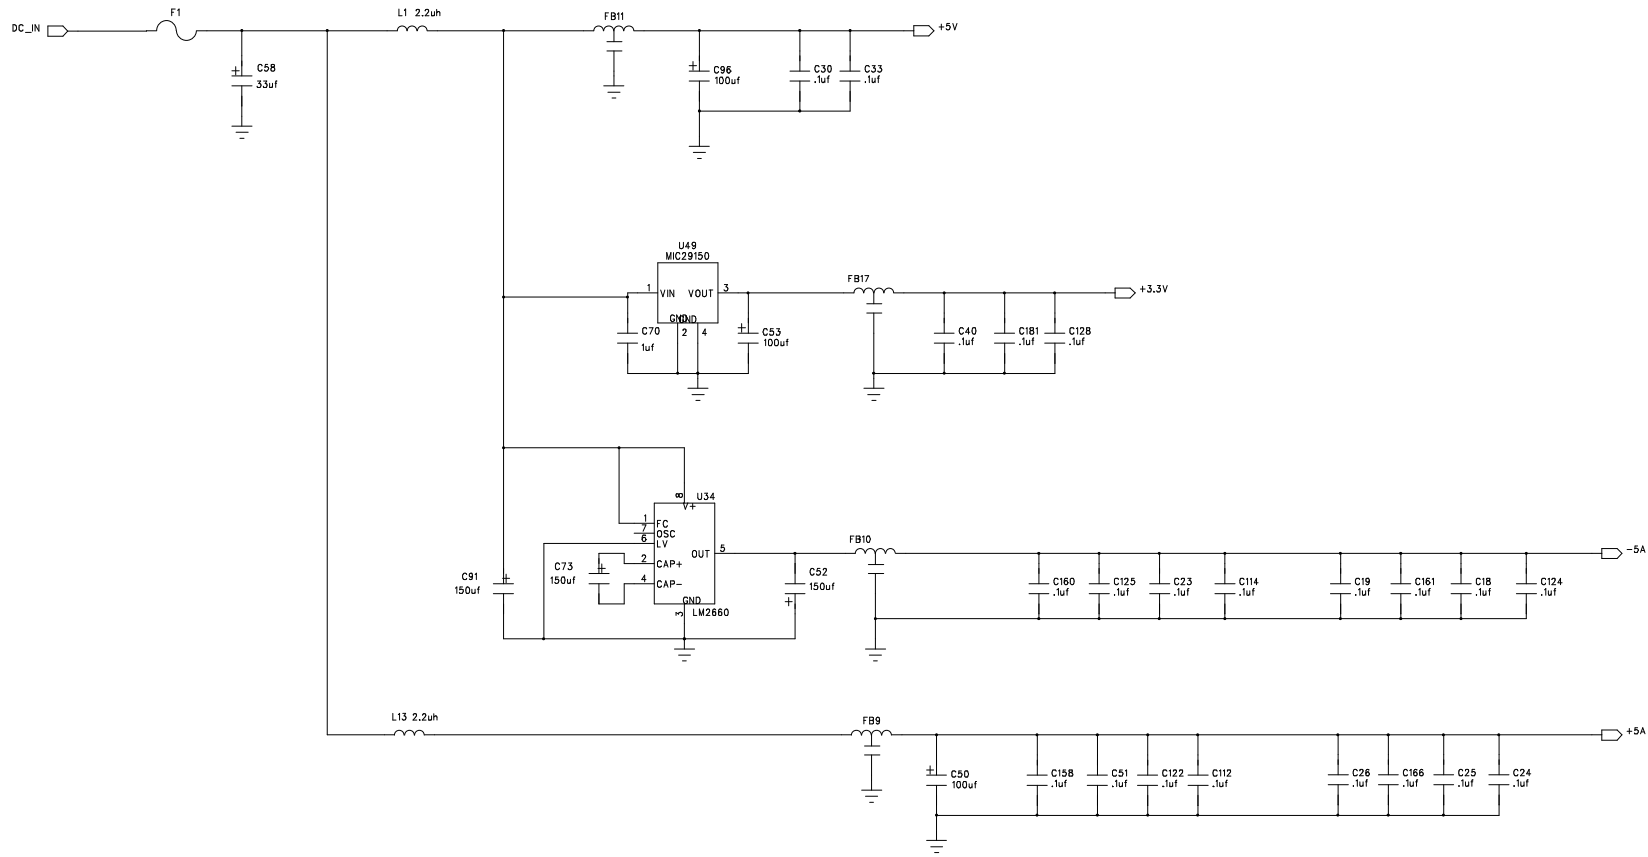 DC_IN
F1
L1 2.2uh
FB11
+5V
C58
33uf
C96
100uf
C30
.1uf
C33
.1uf
U49
MIC29150
1
VIN
VOUT
3
GND
GND
2
4
C70
1uf
C53
100uf
FB17
+3.3V
C40
.1uf
C181
.1uf
C128
.1uf
U34
8
V+
1
FC
7
OSC
6
LV
2
CAP+
4
CAP-
OUT
5
GND
3
LM2660
C91
150uf
C73
150uf
C52
150uf
FB10
-5A
C160
.1uf
C125
.1uf
C23
.1uf
C114
.1uf
C19
.1uf
C161
.1uf
C18
.1uf
C124
.1uf
L13 2.2uh
FB9
+5A
C50
100uf
C158
.1uf
C51
.1uf
C122
.1uf
C112
.1uf
C26
.1uf
C166
.1uf
C25
.1uf
C24
.1uf